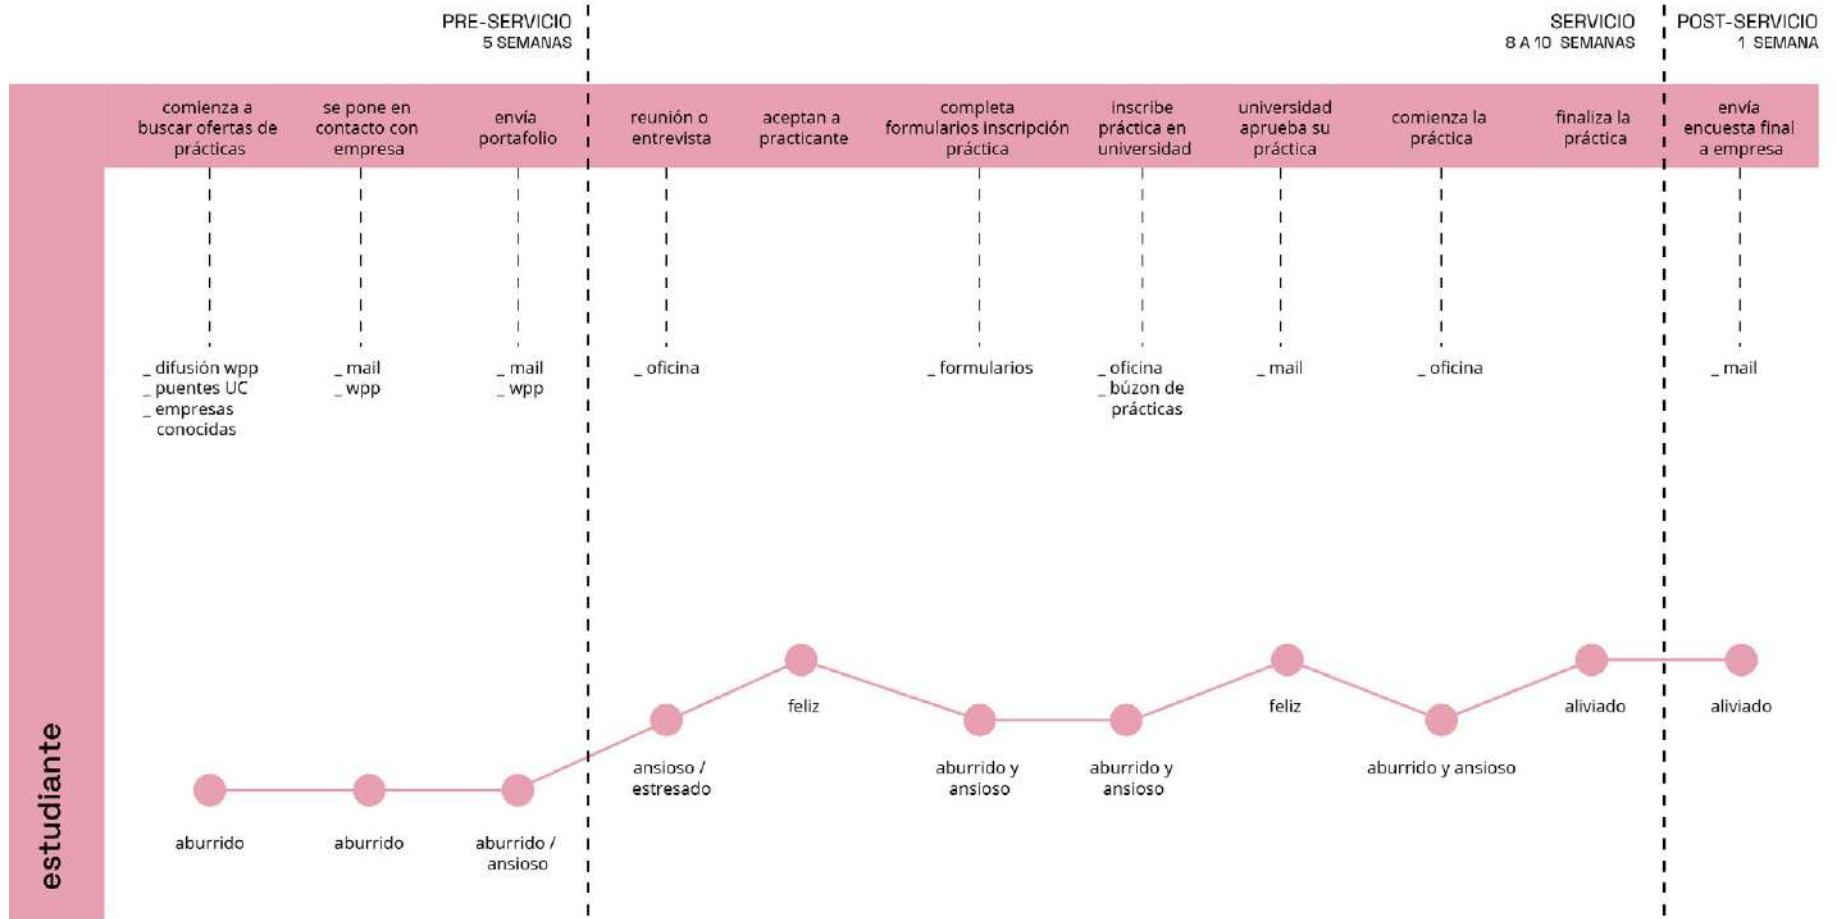 PRE-SERVICIO
5 SEMANAS
SERVICIO
8 A 10 SEMANAS
POST-SERVICIO
1 SEMANA
comienza a
buscar ofertas de
prácticas
se pone en
contacto con
empresa
envía
portafolio
reunión o
entrevista
aceptan a
practicante
completa
formularios inscripción
práctica
inscribe
práctica en
universidad
universidad
aprueba su
práctica
comienza la
práctica
finaliza la
práctica
envía
encuesta final
a empresa
_ difusión wpp
_ puentes UC
_ empresas
conocidas
_ mail
_ wpp
_ mail
_ wpp
_ oficina
_ formularios
_ oficina
_ búzon de
prácticas
_ mail
_ oficina
_ mail
estudiante
aburrido
aburrido
aburrido /
ansioso
ansioso /
estresado
feliz
aburrido y
ansioso
aburrido y
ansioso
feliz
aburrido y ansioso
aliviado
aliviado